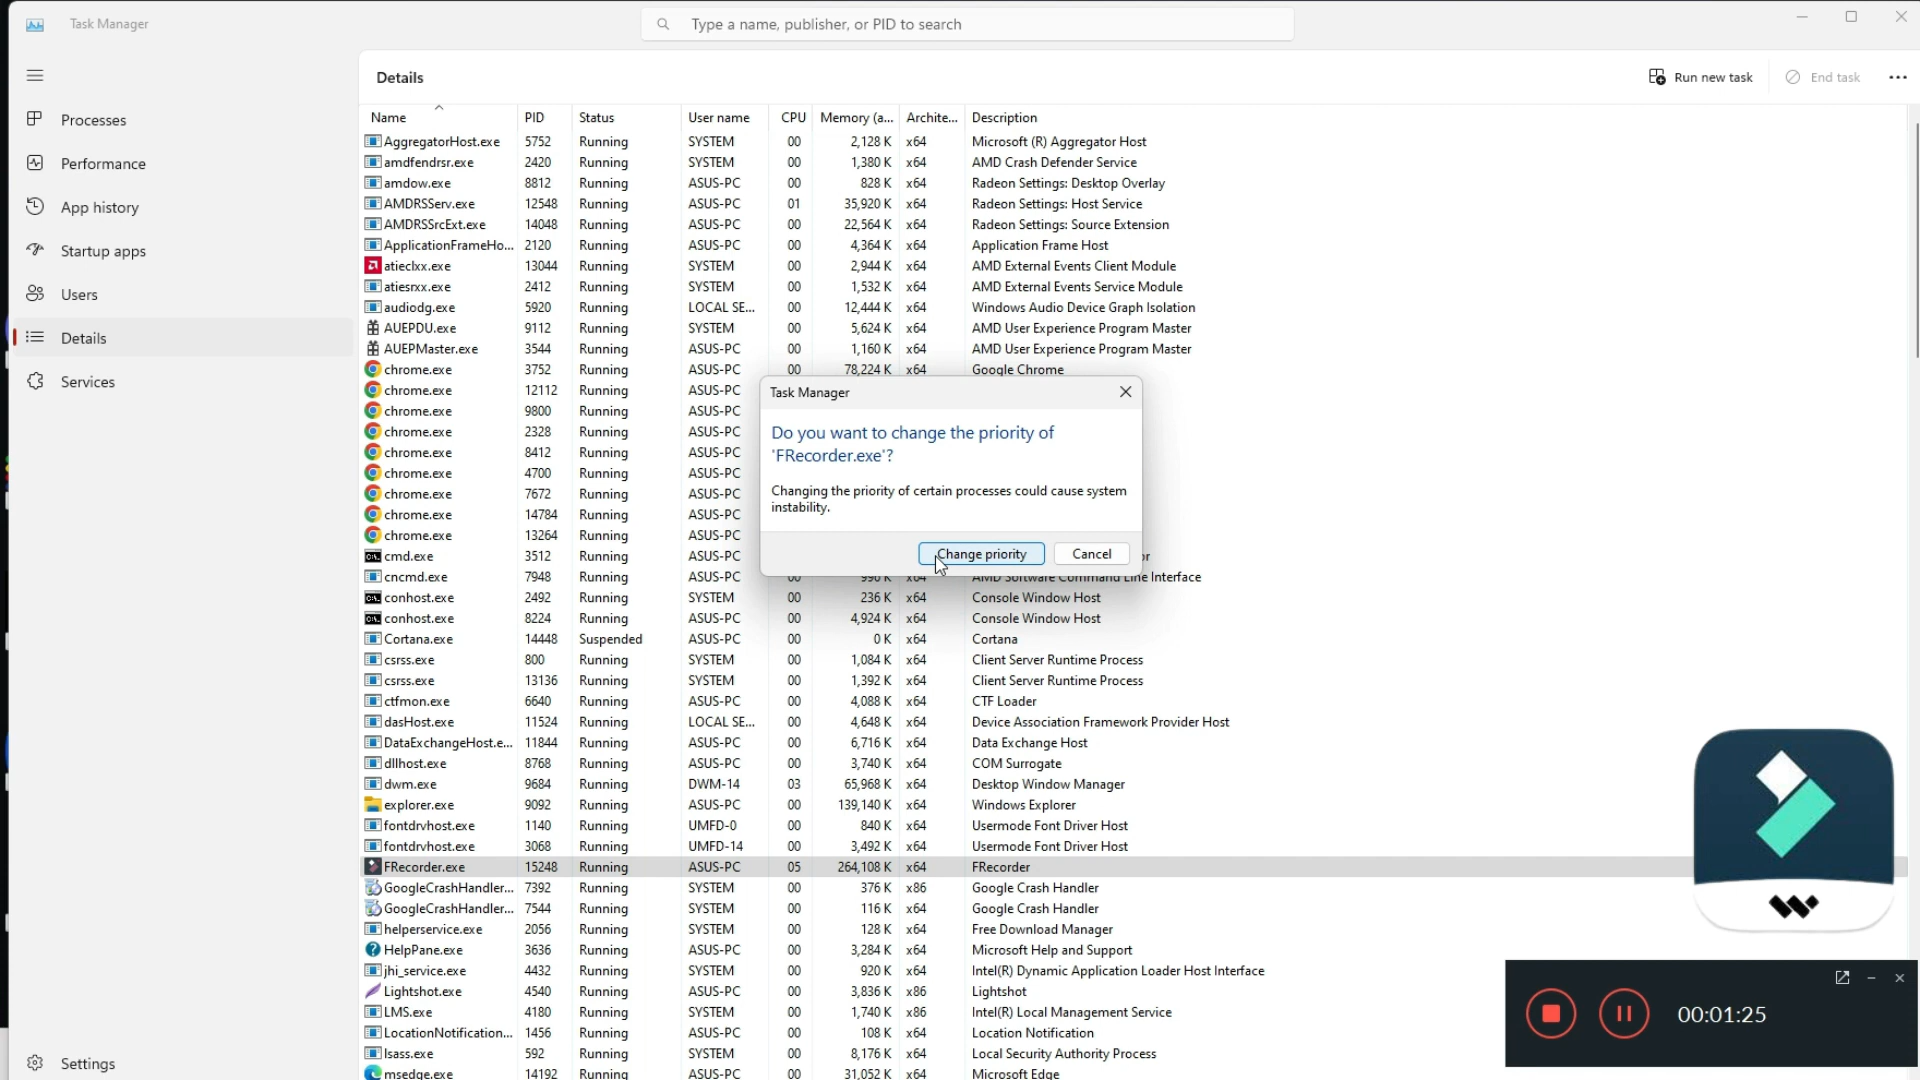 Task Manager
Type a name, publisher, or PID to search
Details
Run new task
End task
Processes
Performance
App history
Startup apps
Users
Details
Services
Settings
Name PID Status User name CPU Memory (a... Archite... Description
AggregatorHost.exe 5752 Running SYSTEM 00 2,128 K x64 Microsoft (R) Aggregator Host
amdfendrsr.exe 2420 Running SYSTEM 00 1,380 K x64 AMD Crash Defender Service
amdow.exe 8812 Running ASUS-PC 00 828 K x64 Radeon Settings: Desktop Overlay
AMDRSServ.exe 12548 Running ASUS-PC 01 35,920 K x64 Radeon Settings: Host Service
AMDRSSrcExt.exe 14048 Running ASUS-PC 00 22,564 K x64 Radeon Settings: Source Extension
ApplicationFrameHo... 2120 Running ASUS-PC 00 4,364 K x64 Application Frame Host
atieclxx.exe 13044 Running SYSTEM 00 2,944 K x64 AMD External Events Client Module
atiesrxx.exe 2412 Running SYSTEM 00 1,532 K x64 AMD External Events Service Module
audiodg.exe 5920 Running LOCAL SE... 00 12,444 K x64 Windows Audio Device Graph Isolation
AUEPDU.exe 9112 Running SYSTEM 00 5,624 K x64 AMD User Experience Program Master
AUEPMaster.exe 3544 Running ASUS-PC 00 1,160 K x64 AMD User Experience Program Master
chrome.exe 3752 Running ASUS-PC 00 78,224 K x64 Google Chrome
chrome.exe 12112 Running ASUS-PC
chrome.exe 9800 Running ASUS-PC
chrome.exe 2328 Running ASUS-PC
chrome.exe 8412 Running ASUS-PC
chrome.exe 4700 Running ASUS-PC
chrome.exe 7672 Running ASUS-PC
chrome.exe 14784 Running ASUS-PC
chrome.exe 13264 Running ASUS-PC
cmd.exe 3512 Running ASUS-PC
cncmd.exe 7948 Running ASUS-PC 00 996 K x64 AMD Software Command Line Interface
conhost.exe 2492 Running SYSTEM 00 236 K x64 Console Window Host
conhost.exe 8224 Running ASUS-PC 00 4,924 K x64 Console Window Host
Cortana.exe 14448 Suspended ASUS-PC 00 0 K x64 Cortana
csrss.exe 800 Running SYSTEM 00 1,084 K x64 Client Server Runtime Process
csrss.exe 13136 Running SYSTEM 00 1,392 K x64 Client Server Runtime Process
ctfmon.exe 6640 Running ASUS-PC 00 4,088 K x64 CTF Loader
dasHost.exe 11524 Running LOCAL SE... 00 4,648 K x64 Device Association Framework Provider Host
DataExchangeHost.e... 11844 Running ASUS-PC 00 6,716 K x64 Data Exchange Host
dllhost.exe 8768 Running ASUS-PC 00 3,740 K x64 COM Surrogate
dwm.exe 9684 Running DWM-14 03 65,968 K x64 Desktop Window Manager
explorer.exe 9092 Running ASUS-PC 00 139,140 K x64 Windows Explorer
fontdrvhost.exe 1140 Running UMFD-0 00 840 K x64 Usermode Font Driver Host
fontdrvhost.exe 3068 Running UMFD-14 00 3,492 K x64 Usermode Font Driver Host
FRecorder.exe 15248 Running ASUS-PC 05 264,108 K x64 FRecorder
GoogleCrashHandler... 7392 Running SYSTEM 00 376 K x86 Google Crash Handler
GoogleCrashHandler... 7544 Running SYSTEM 00 116 K x64 Google Crash Handler
helperservice.exe 2056 Running SYSTEM 00 128 K x64 Free Download Manager
HelpPane.exe 3636 Running ASUS-PC 00 3,284 K x64 Microsoft Help and Support
jhi_service.exe 4432 Running SYSTEM 00 920 K x64 Intel(R) Dynamic Application Loader Host Interface
Lightshot.exe 4540 Running ASUS-PC 00 3,836 K x86 Lightshot
LMS.exe 4180 Running SYSTEM 00 1,740 K x86 Intel(R) Local Management Service
LocationNotification... 1456 Running ASUS-PC 00 108 K x64 Location Notification
lsass.exe 592 Running SYSTEM 00 8,176 K x64 Local Security Authority Process
msedge.exe 14192 Running ASUS-PC 00 31,052 K x64 Microsoft Edge
Task Manager
Do you want to change the priority of
'FRecorder.exe'?
Changing the priority of certain processes could cause system
instability.
Change priority
Cancel
00:01:25